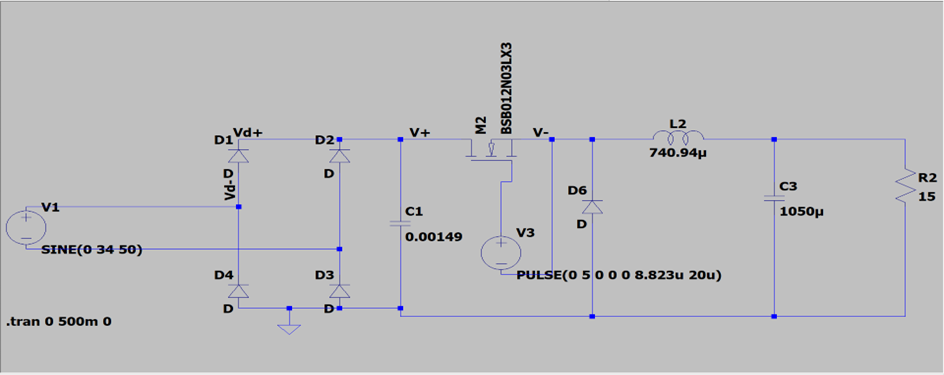 BSB012N03LX3
M2
D1
Vd+
D2
V+
V-
L2
740.94µ
D
D
Vd-
D6
D
C3
1050µ
R2
15
V1
SINE(0 34 50)
C1
0.00149
V3
PULSE(0 5 0 0 0 8.823u 20u)
D4
D3
D
D
.tran 0 500m 0